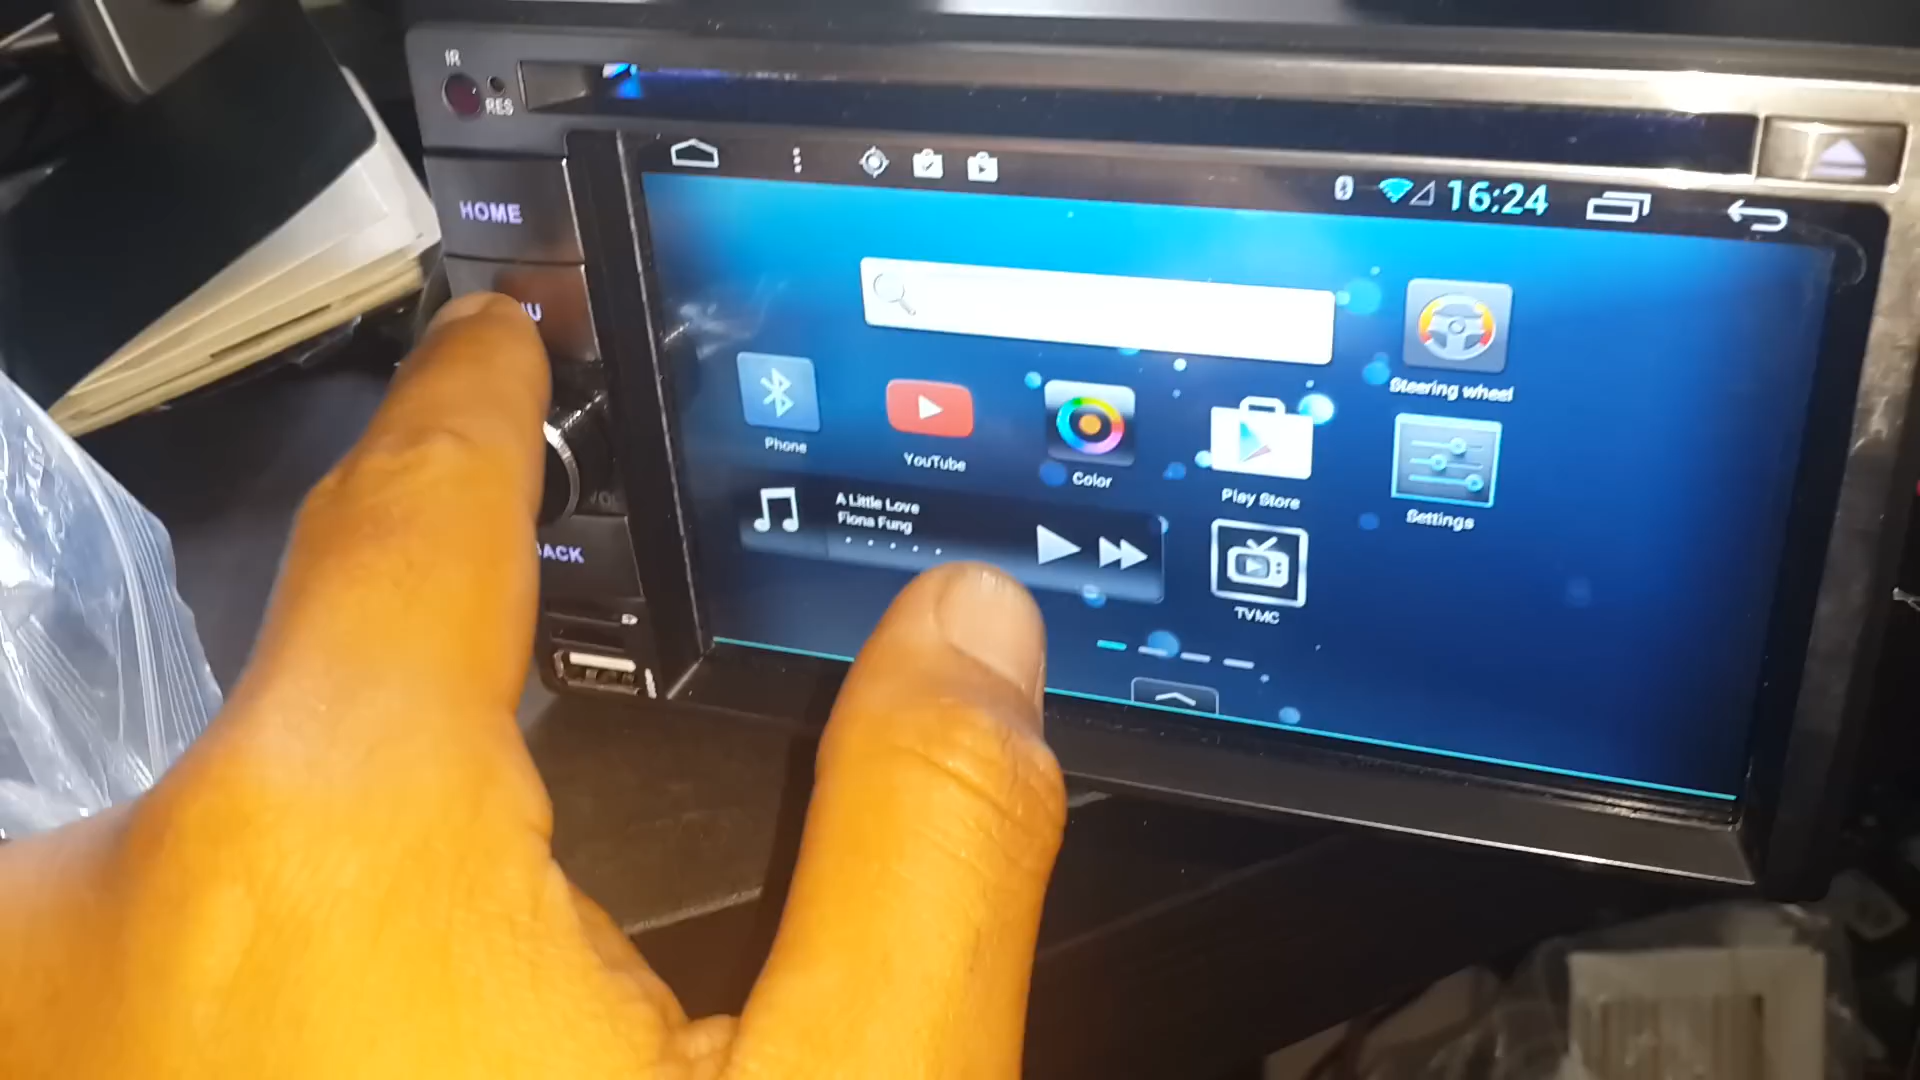 IR
RES
HOME
16:24
Steering wheel
Phone
YouTube
Color
Play Store
Settings
A Little Love
Fiona Fung
TVMC